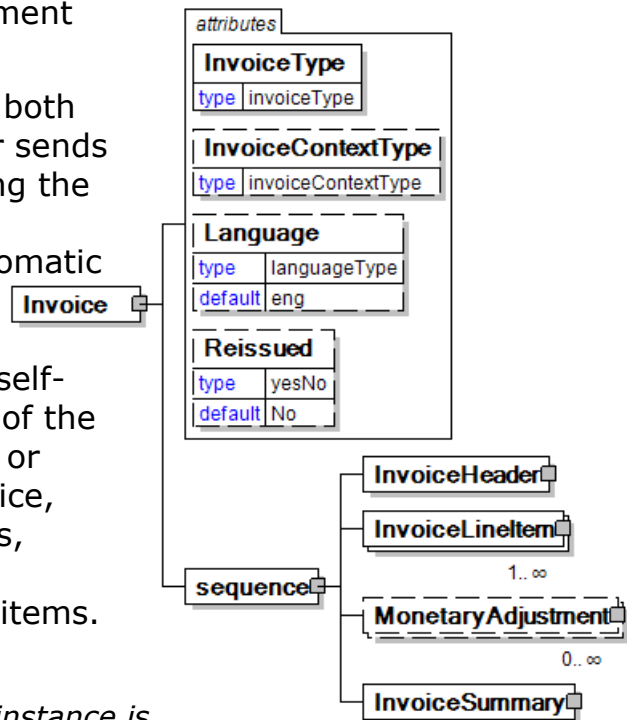 ment
both
r sends
ng the
omatic
self-
of the
or
ice,
s,
items.
instance is
attributes
InvoiceType
type invoiceType
InvoiceContextType
type invoiceContextType
Language
type languageType
default eng
Reissued
type yesNo
default No
Invoice
sequence
InvoiceHeader
InvoiceLineItem
1.. ∞
MonetaryAdjustment
0.. ∞
InvoiceSummary